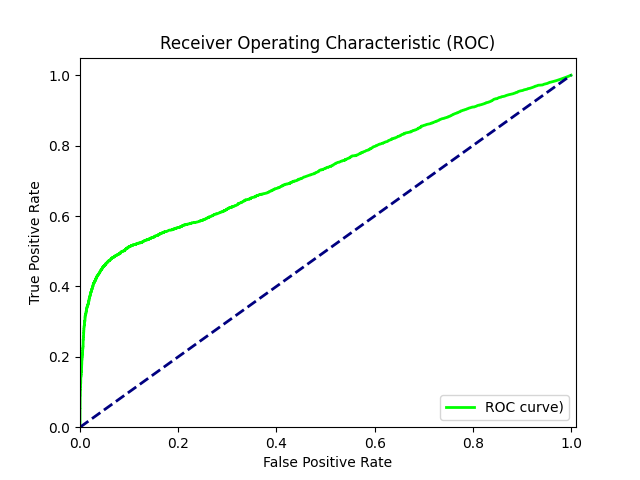 Receiver Operating Characteristic (ROC)
1.0
0.8
0.6
0.4
0.2
0.0
True Positive Rate
ROC curve)
0.0 0.2 0.4 0.6 0.8 1.0
False Positive Rate